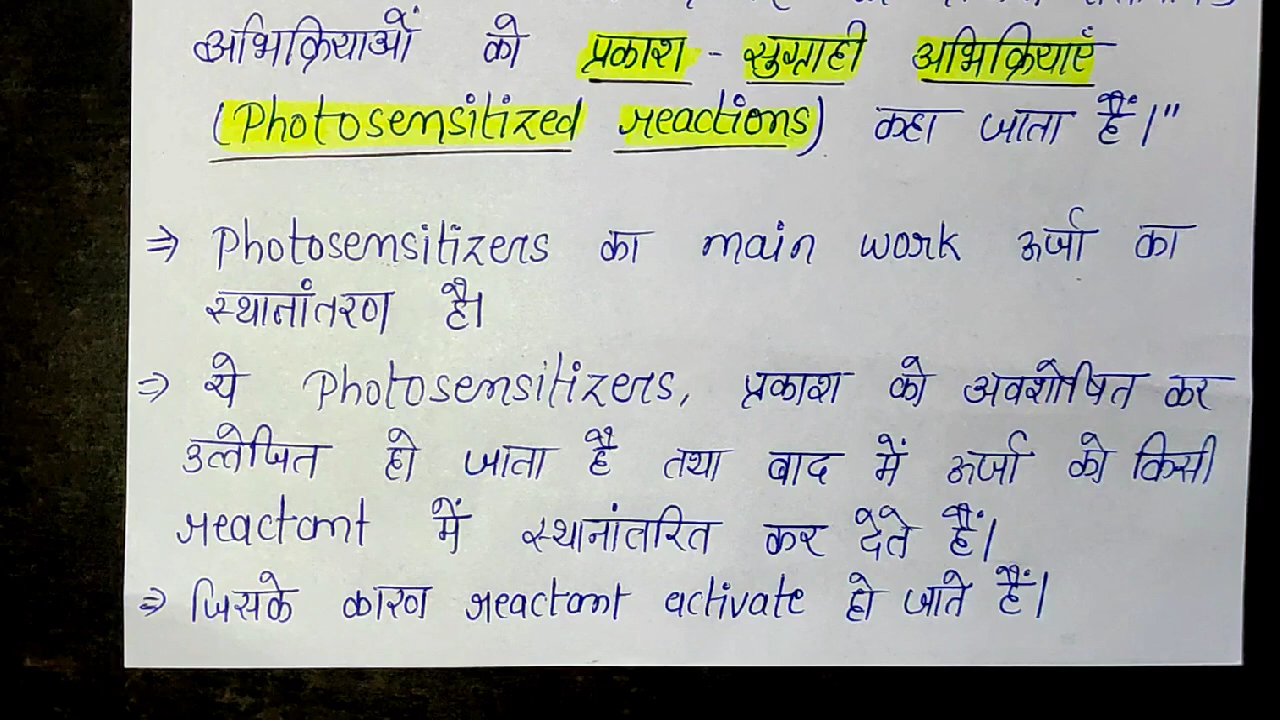 अभिक्रियाओं को प्रकाश - सुग्राही अभिक्रियाएँ
(Photosensitized reactions) कहा जाता हैं।"
⇒ Photosensitizers का main work ऊर्जा का
स्थानांतरण है।
⇒ ये Photosensitizers, प्रकाश को अवशोषित कर
उत्तेजित हो जाता है तथा बाद में ऊर्जा को किसी
reactant में स्थानांतरित कर देते हैं।
⇒ जिसके कारण reactant activate हो जाते हैं।